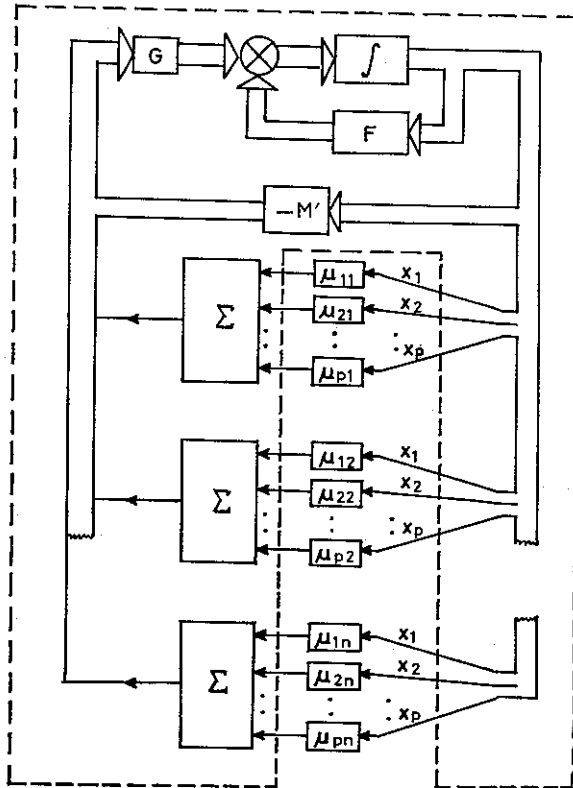 G ∫
F
−M′
Σ μ11 x1
μ21 x2
μp1 xp
Σ μ12 x1
μ22 x2
μp2 xp
Σ μ1n x1
μ2n x2
μpn xp